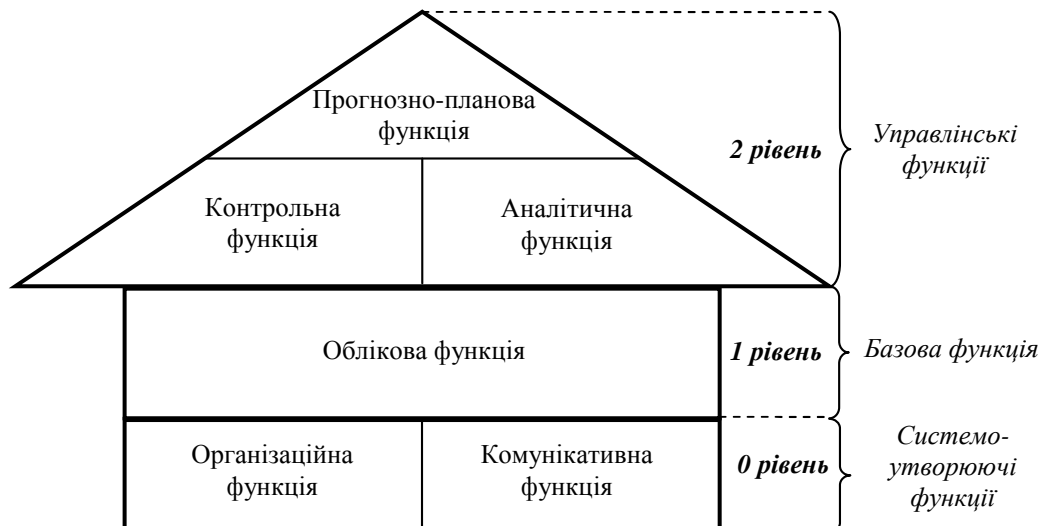 Прогнозно-планова
функція
2 рівень
Управлінські
функції
Контрольна
функція
Аналітична
функція
Облікова функція
1 рівень
Базова функція
Організаційна
функція
Комунікативна
функція
0 рівень
Системо-
утворюючі
функції